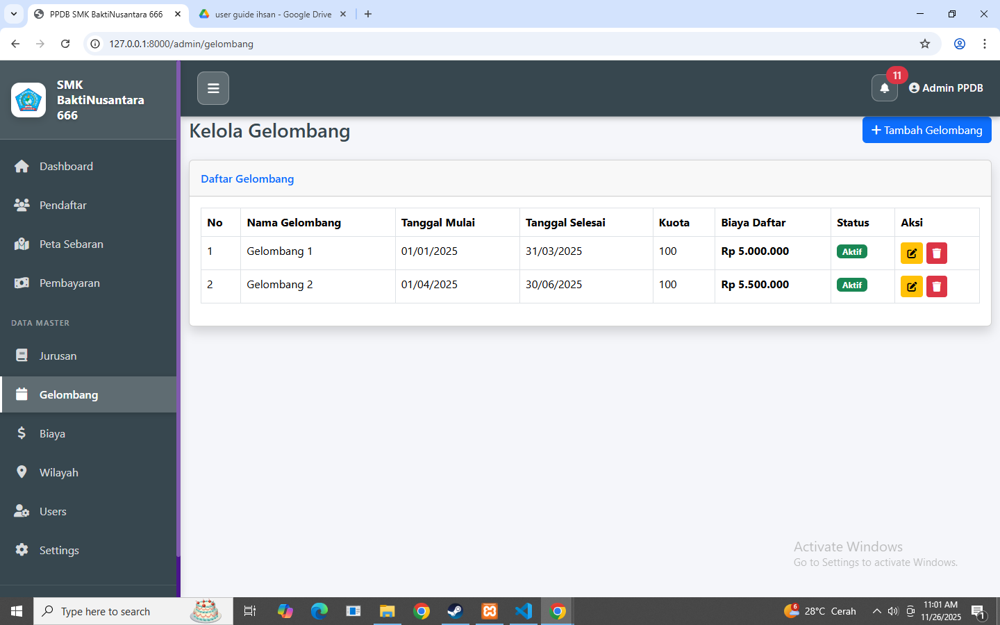 PPDB SMK BaktiNusantara 666
user guide ihsan - Google Drive
127.0.0.1:8000/admin/gelombang
SMK
BaktiNusantara
666
11
Admin PPDB
Dashboard
Pendaftar
Peta Sebaran
Pembayaran
DATA MASTER
Jurusan
Gelombang
Biaya
Wilayah
Users
Settings
Kelola Gelombang
Tambah Gelombang
Daftar Gelombang
No Nama Gelombang Tanggal Mulai Tanggal Selesai Kuota Biaya Daftar Status Aksi
1 Gelombang 1 01/01/2025 31/03/2025 100 Rp 5.000.000 Aktif
2 Gelombang 2 01/04/2025 30/06/2025 100 Rp 5.500.000 Aktif
Activate Windows
Go to Settings to activate Windows.
Type here to search
6
28°C Cerah
11:01 AM
11/26/2025
1